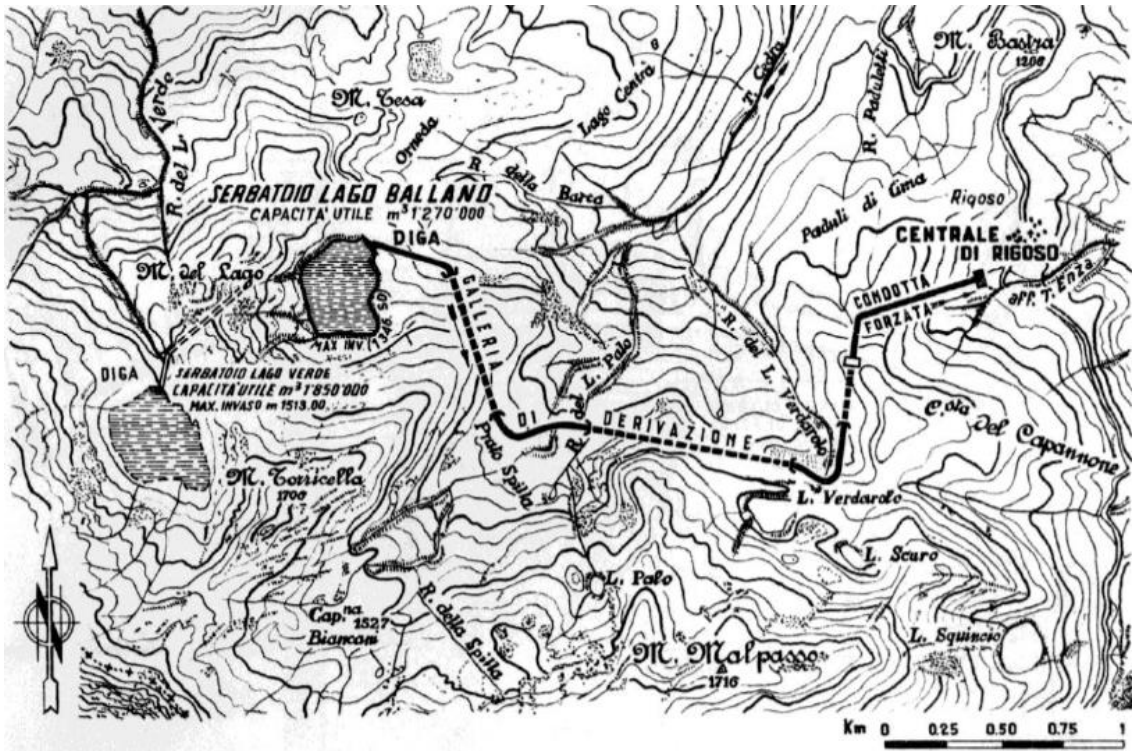 M. Bastra
1206
R. Paduletti
T. Cedra
Lago Centrà
M. Tesa
Ormeda
R. della Barca
R. del L. Verde
SERBATOIO LAGO BALLANO
CAPACITA' UTILE m³ 1'270'000
DIGA
M. del Lago
MAX INV. 1346.50
GALLERIA
DI
DERIVAZIONE
Paduli di Cima
Rigoso
CENTRALE
DI RIGOSO
aff. T. Enza
CONDOTTA
FORZATA
DIGA
SERBATOIO LAGO VERDE
CAPACITA' UTILE m³ 1'850'000
MAX. INVASO m 1513.00
R. del L. Palo
R. del L. Verdarolo
Prato Spilla
Cota del Capannone
M. Torricella
1700
L. Verdarolo
L. Scuro
L. Palo
Cap.na
1527
Biancani
R. della Spilla
M. Malpasso
1716
L. Squincio
Km 0 0.25 0.50 0.75 1